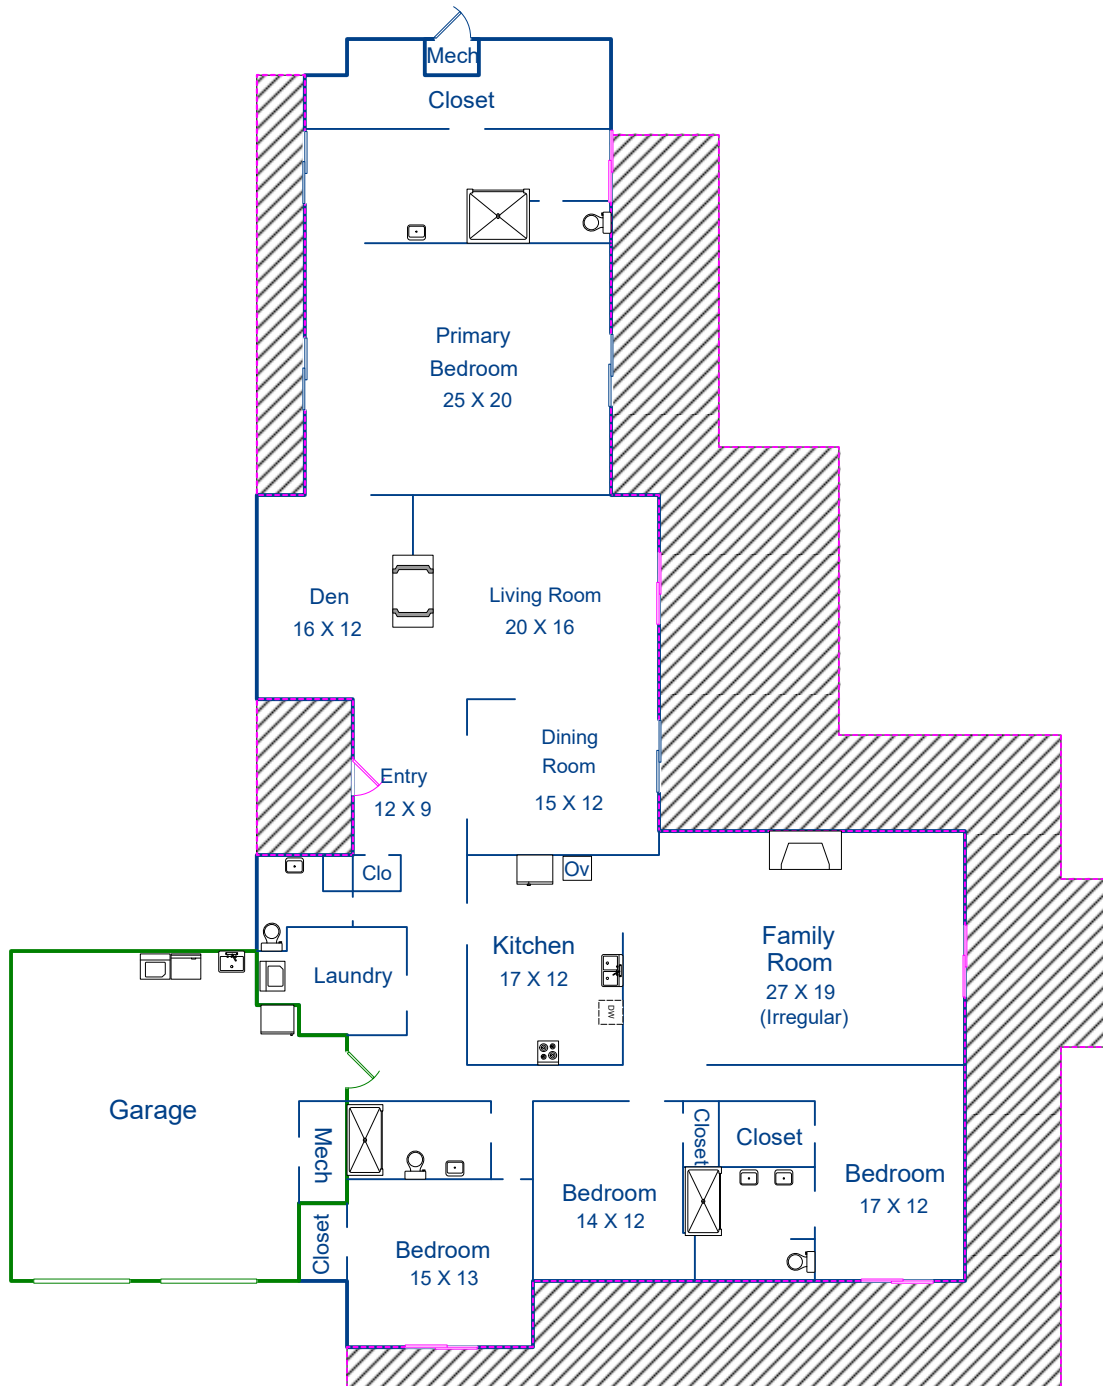 Mech
Closet
Primary
Bedroom
25 X 20
Den
16 X 12
Living Room
20 X 16
Dining
Room
15 X 12
Entry
12 X 9
Clo
Ov
Kitchen
17 X 12
Family
Room
27 X 19
(Irregular)
Laundry
DW
Garage
Mech
Closet
Closet
Closet
Bedroom
15 X 13
Bedroom
14 X 12
Bedroom
17 X 12